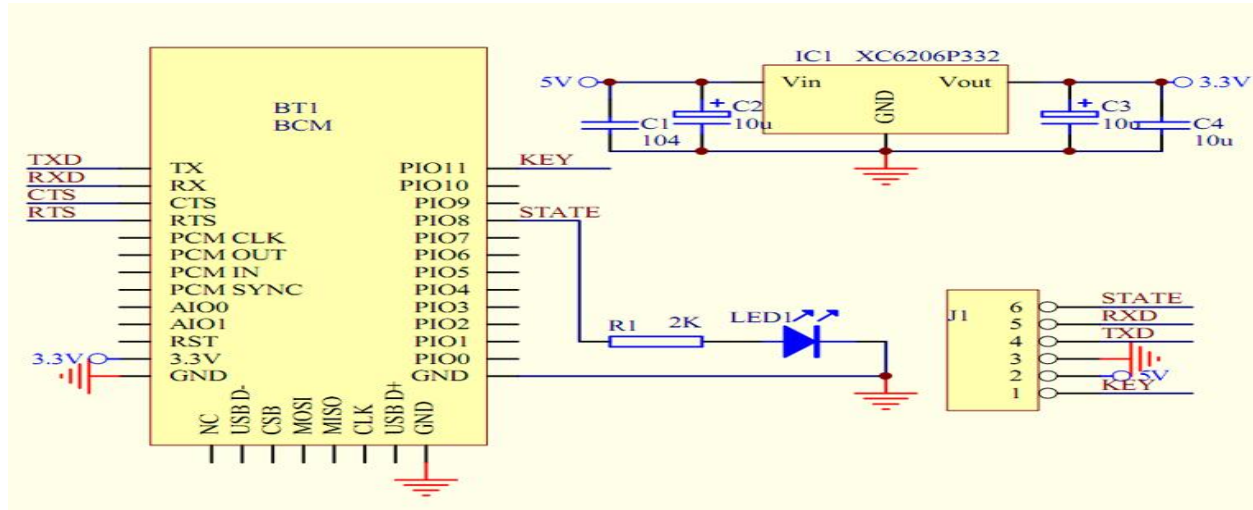 BT1
BCM
TXD
RXD
CTS
RTS
TX
RX
CTS
RTS
PCM CLK
PCM OUT
PCM IN
PCM SYNC
AIO0
AIO1
RST
3.3V
3.3V
GND
PIO11
PIO10
PIO9
PIO8
PIO7
PIO6
PIO5
PIO4
PIO3
PIO2
PIO1
PIO0
GND
KEY
STATE
NC
USB D-
CSB
MOSI
MISO
CLK
USB D+
GND
R1 2K
LED1
IC1 XC6206P332
5V
Vin
Vout
GND
3.3V
C1
104
C2
10u
C3
10u
C4
10u
J1
6 STATE
5 RXD
4 TXD
3
2 5V
1 KEY